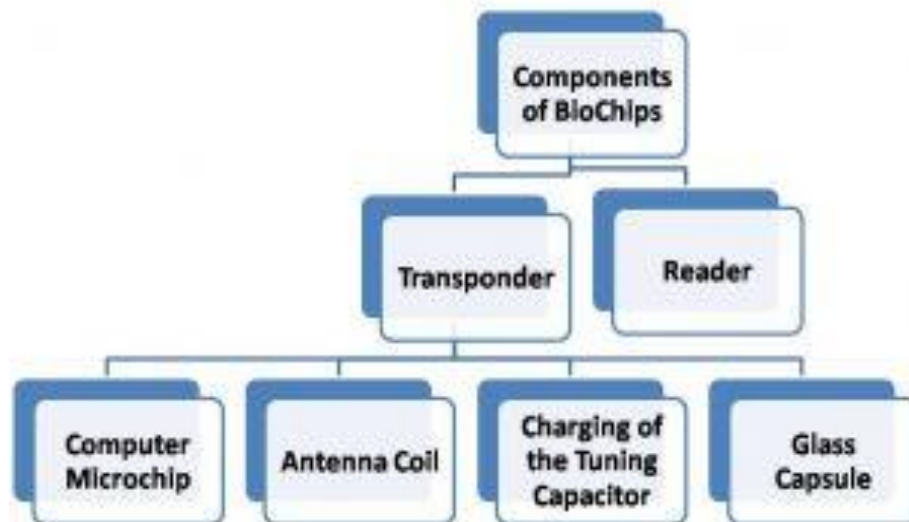 Components
of BioChips
Transponder
Reader
Computer
Microchip
Antenna Coil
Charging of
the Tuning
Capacitor
Glass
Capsule